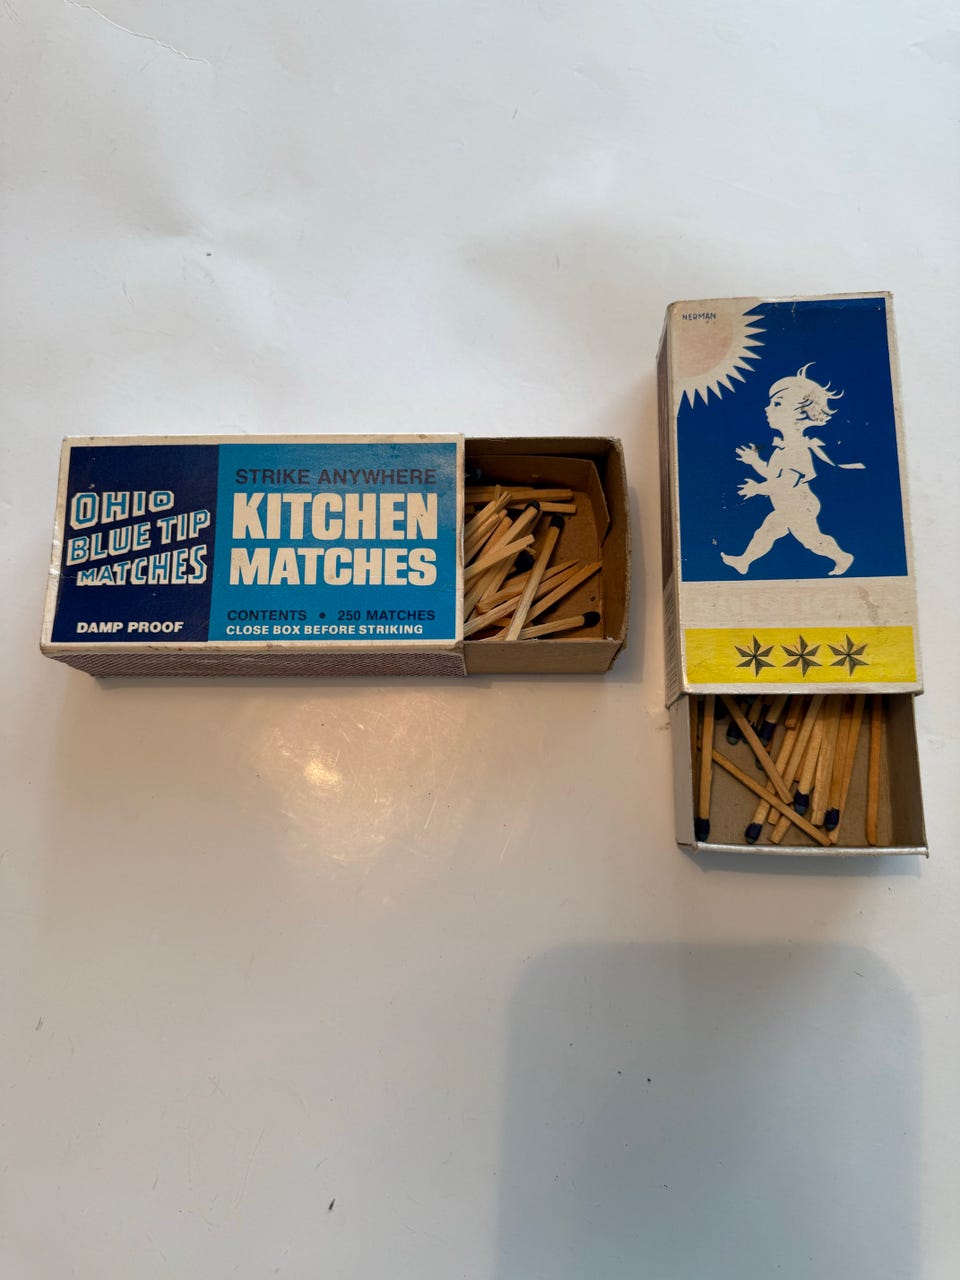 OHIO
BLUE TIP
MATCHES
DAMP PROOF
STRIKE ANYWHERE
KITCHEN
MATCHES
CONTENTS • 250 MATCHES
CLOSE BOX BEFORE STRIKING
NERMAN